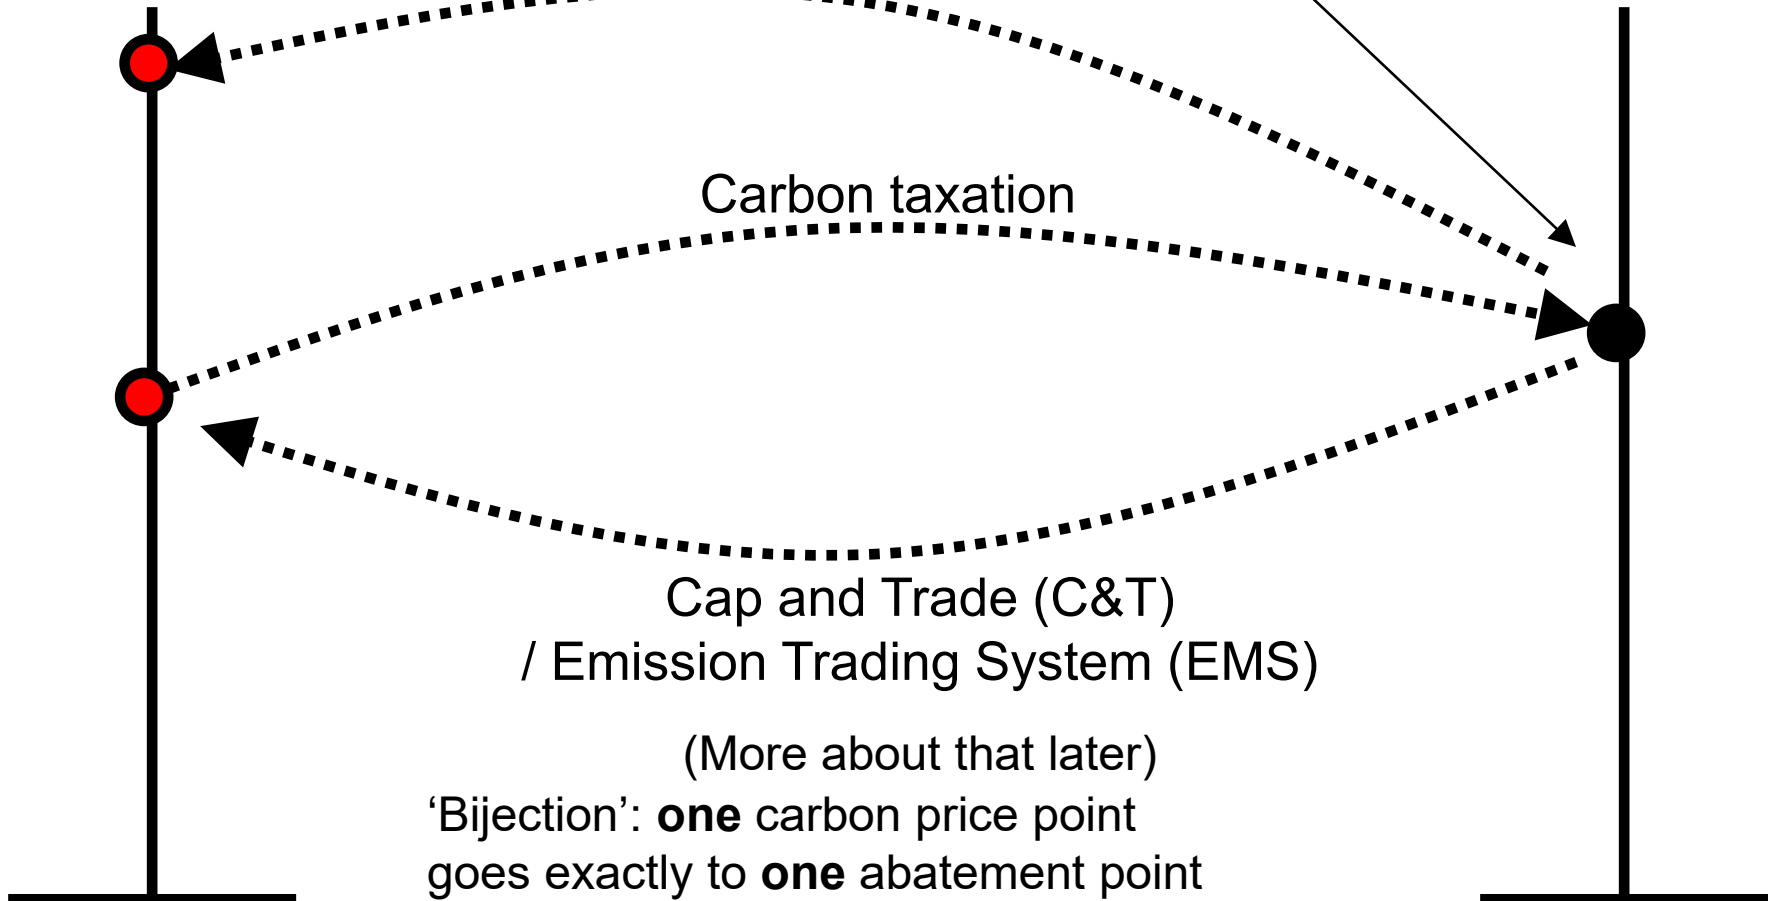 Carbon taxation
Cap and Trade (C&T)
/ Emission Trading System (EMS)
(More about that later)
‘Bijection’: one carbon price point
goes exactly to one abatement point